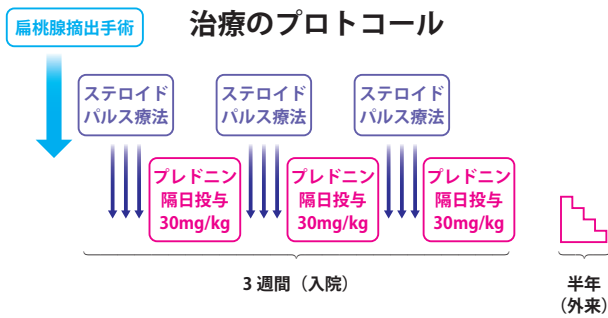 治療のプロトコール
扁桃腺摘出手術
ステロイド
パルス療法
ステロイド
パルス療法
ステロイド
パルス療法
プレドニン
隔日投与
30mg/kg
プレドニン
隔日投与
30mg/kg
プレドニン
隔日投与
30mg/kg
3 週間（入院）
半年
（外来）